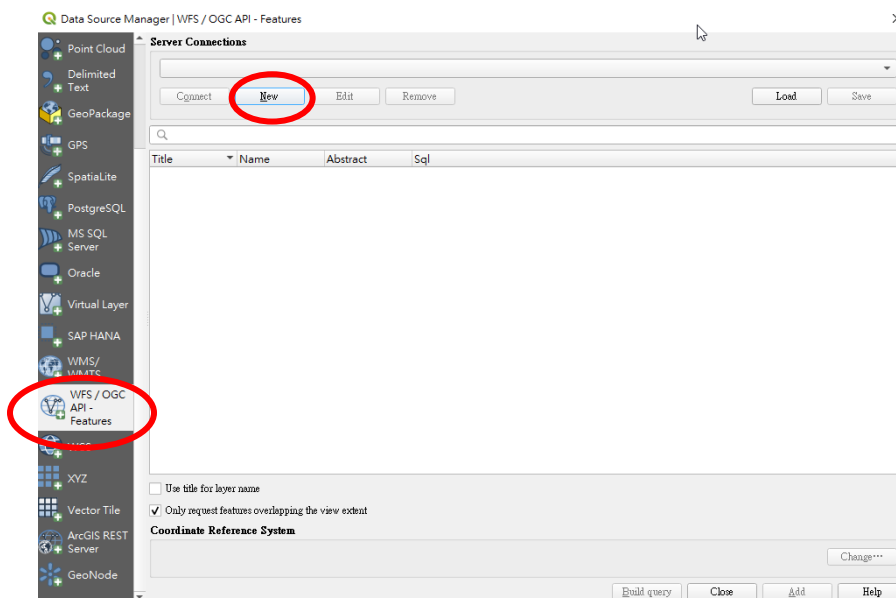 Data Source Manager | WFS / OGC API - Features
Point Cloud
Delimited
Text
GeoPackage
GPS
SpatiaLite
PostgreSQL
MS SQL
Server
Oracle
Virtual Layer
SAP HANA
WMS/
WMTS
WFS / OGC
API -
Features
WCS
XYZ
Vector Tile
ArcGIS REST
Server
GeoNode
Server Connections
Connect New Edit Remove Load Save
Title Name Abstract Sql
Use title for layer name
Only request features overlapping the view extent
Coordinate Reference System
Change···
Build query Close Add Help